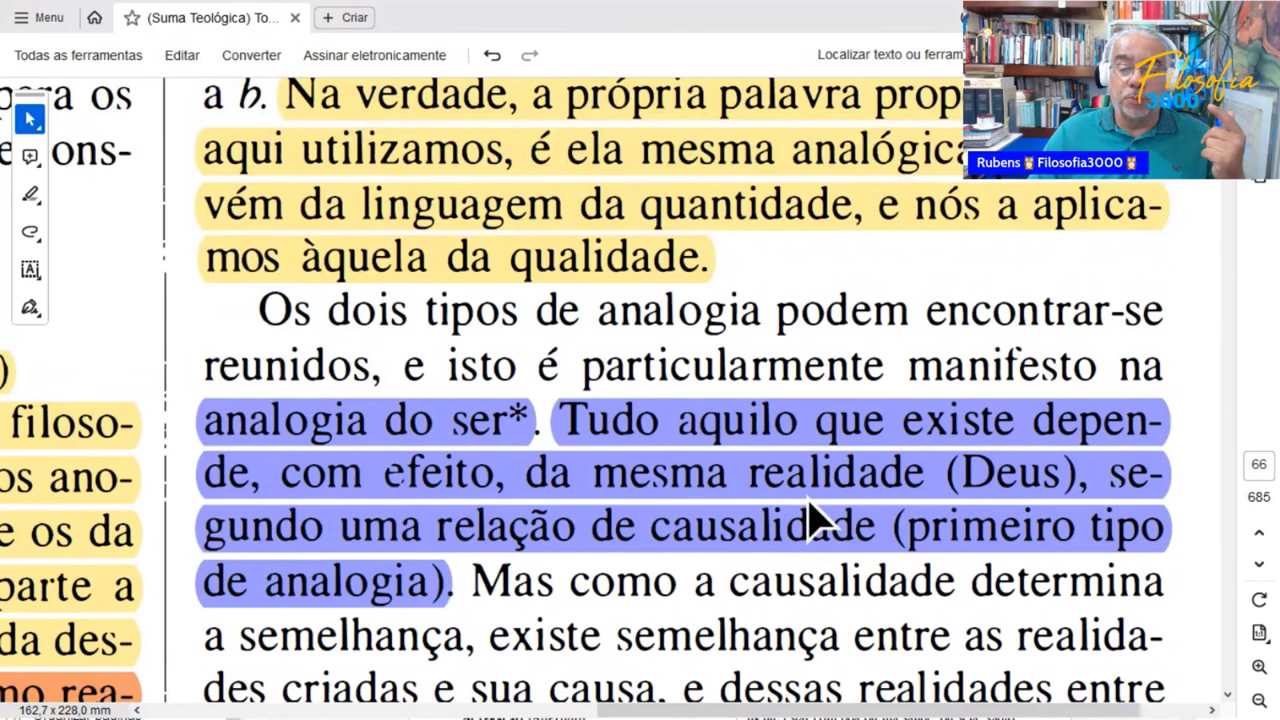 Menu
(Suma Teológica) To...
Criar
Todas as ferramentas
Editar
Converter
Assinar eletronicamente
Localizar texto ou ferram
Filosofia
3000
Rubens Filosofia3000
os
ons-
)
filoso-
os ano-
e os da
parte a
da des-
mo rea-
a b. Na verdade, a própria palavra prop
aqui utilizamos, é ela mesma analógica
vém da linguagem da quantidade, e nós a aplica-
mos àquela da qualidade.
Os dois tipos de analogia podem encontrar-se
reunidos, e isto é particularmente manifesto na
analogia do ser*. Tudo aquilo que existe depen-
de, com efeito, da mesma realidade (Deus), se-
gundo uma relação de causalidade (primeiro tipo
de analogia). Mas como a causalidade determina
a semelhança, existe semelhança entre as realida-
des criadas e sua causa, e dessas realidades entre
66
685
162,7 x 228,0 mm